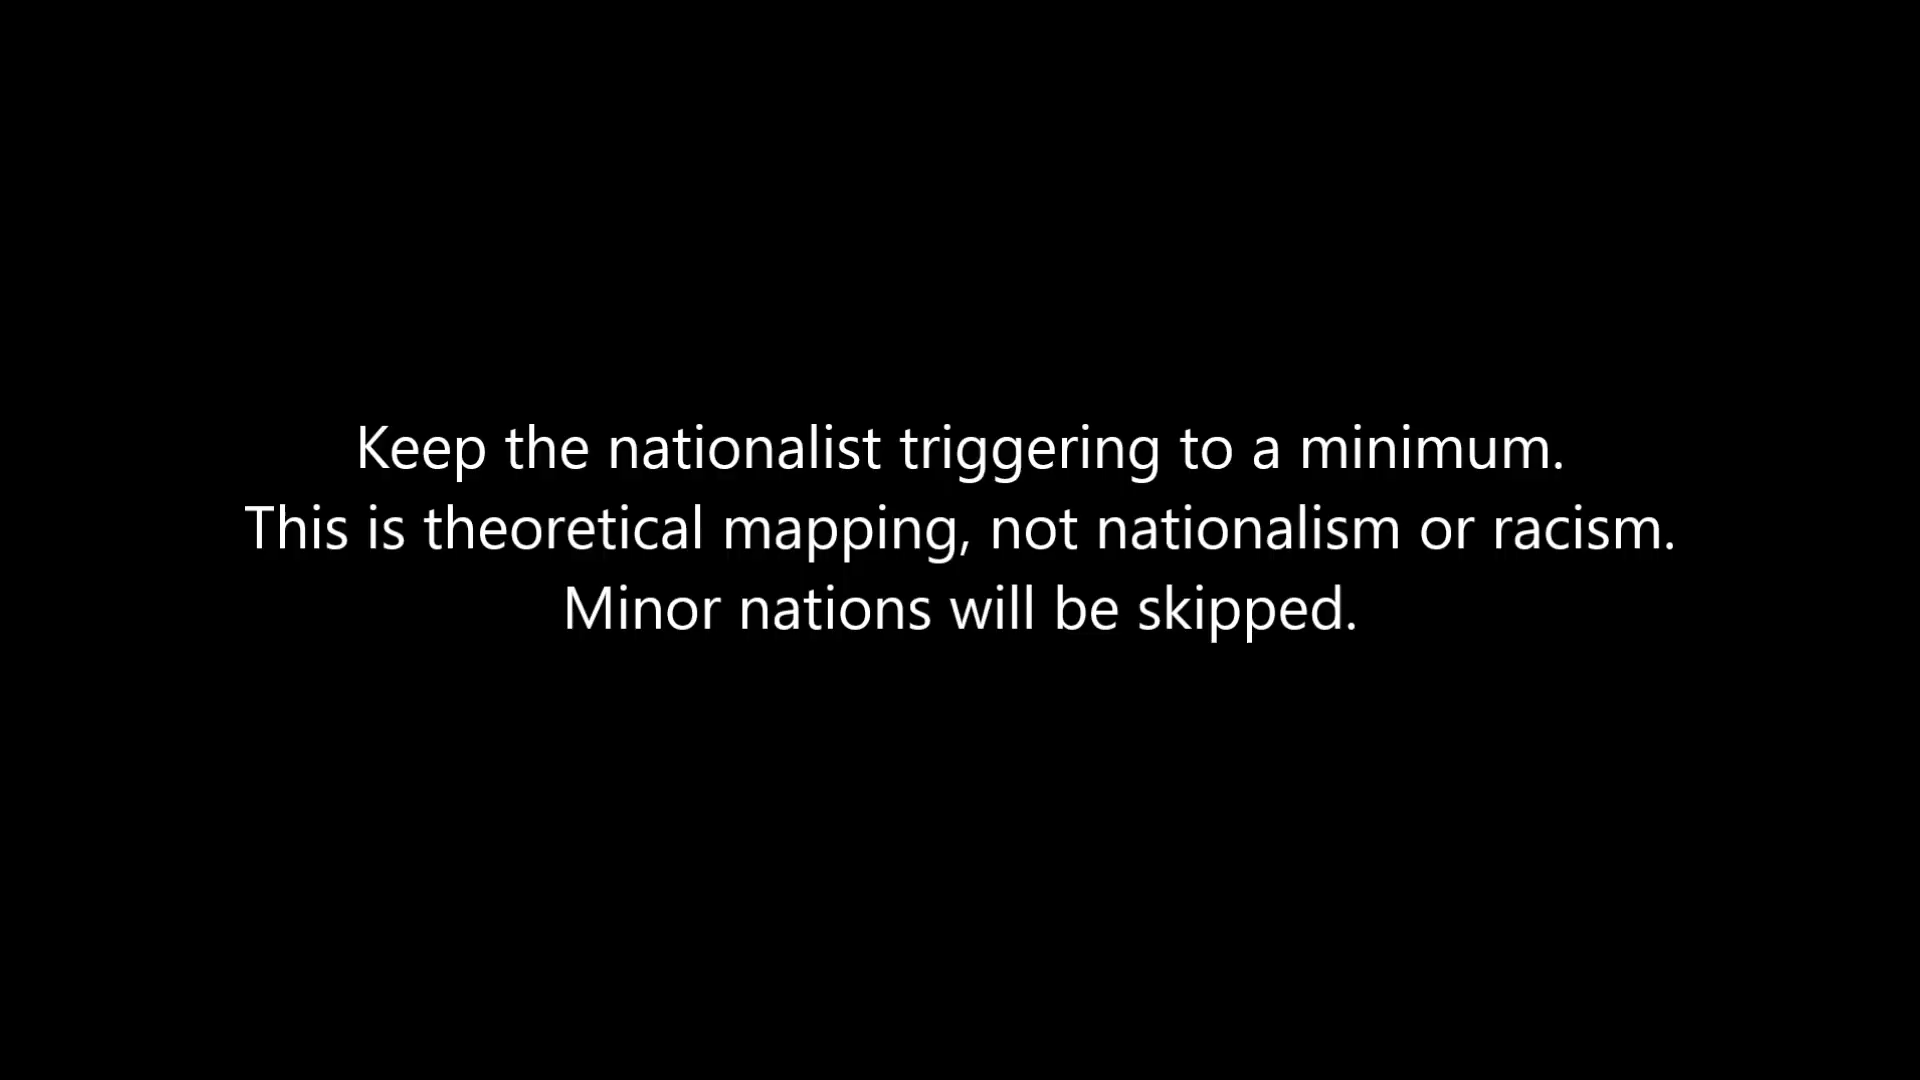 Keep the nationalist triggering to a minimum.
This is theoretical mapping, not nationalism or racism.
Minor nations will be skipped.